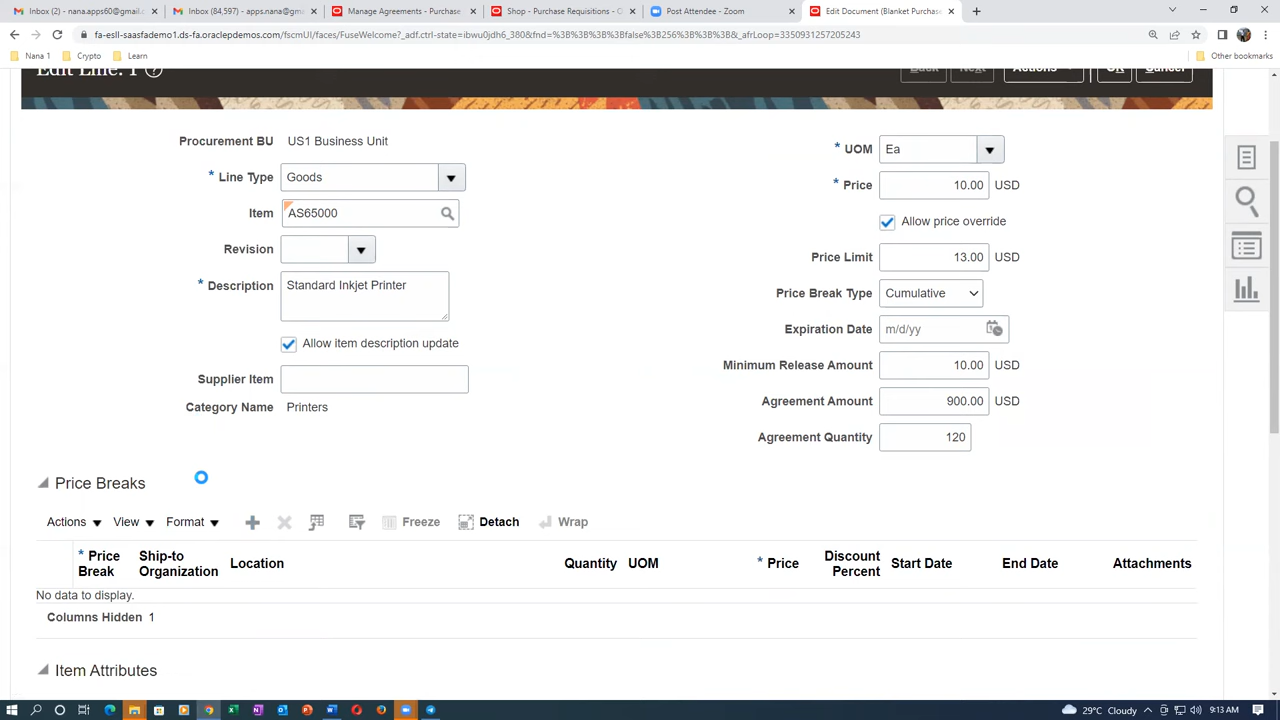 Inbox (2) - nana.apps60@gma
Inbox (84,597) - apps.nana@gm
Manage Agreements - Purchase
Shop - Purchase Requisitions - O
Post Attendee - Zoom
Edit Document (Blanket Purchas
fa-esll-saasfademo1.ds-fa.oraclepdemos.com/fscmUI/faces/FuseWelcome?_adf.ctrl-state=ibwu0jdh6_380&fnd=%3B%3B%3B%3Bfalse%3B256%3B%3B%3B&_afrLoop=3350931257205243
Nana 1
Crypto
Learn
Other bookmarks
Edit Line: 1
Back
Next
Actions
OK
Cancel
Procurement BU US1 Business Unit
* Line Type Goods
Item AS65000
Revision
* Description Standard Inkjet Printer
Allow item description update
Supplier Item
Category Name Printers
* UOM Ea
* Price 10.00 USD
Allow price override
Price Limit 13.00 USD
Price Break Type Cumulative
Expiration Date m/d/yy
Minimum Release Amount 10.00 USD
Agreement Amount 900.00 USD
Agreement Quantity 120
Price Breaks
Actions View Format Freeze Detach Wrap
* Price Break Ship-to Organization Location Quantity UOM * Price Discount Percent Start Date End Date Attachments
No data to display.
Columns Hidden 1
Item Attributes
29°C Cloudy
9:13 AM